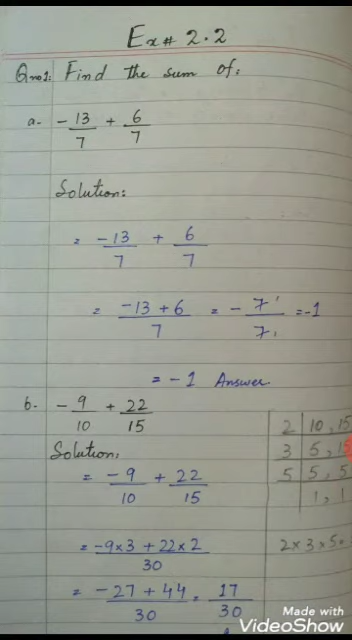 Ex # 2.2
Qno1: Find the sum of:
a- -13/7 + 6/7
Solution:
= -13/7 + 6/7
= -13+6/7 = -7/7 = -1
= -1 Answer
b- -9/10 + 22/15
Solution,
= -9/10 + 22/15
= -9×3 + 22×2/30
= -27 + 44/30 = 17/30
2 | 10, 15
3 | 5, 15
5 | 5, 5
1, 1
2×3×5
Made with
VideoShow